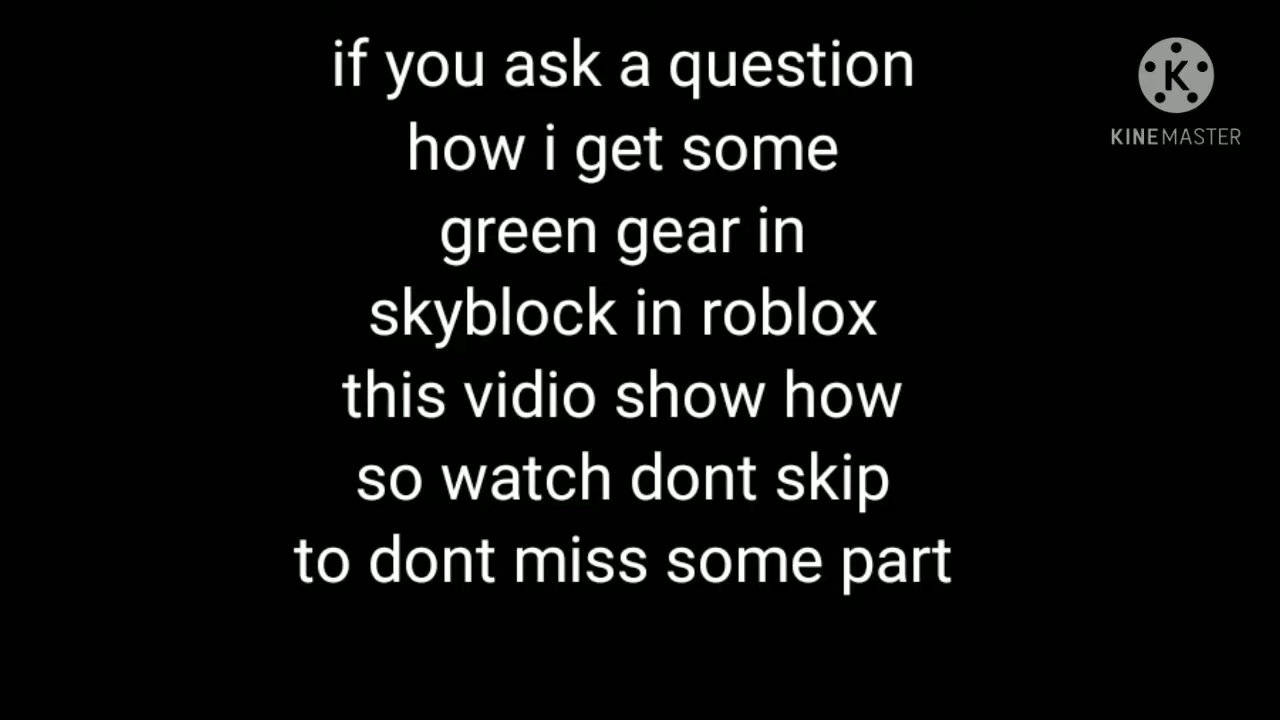 if you ask a question
how i get some
green gear in
skyblock in roblox
this vidio show how
so watch dont skip
to dont miss some part
K
KINEMASTER